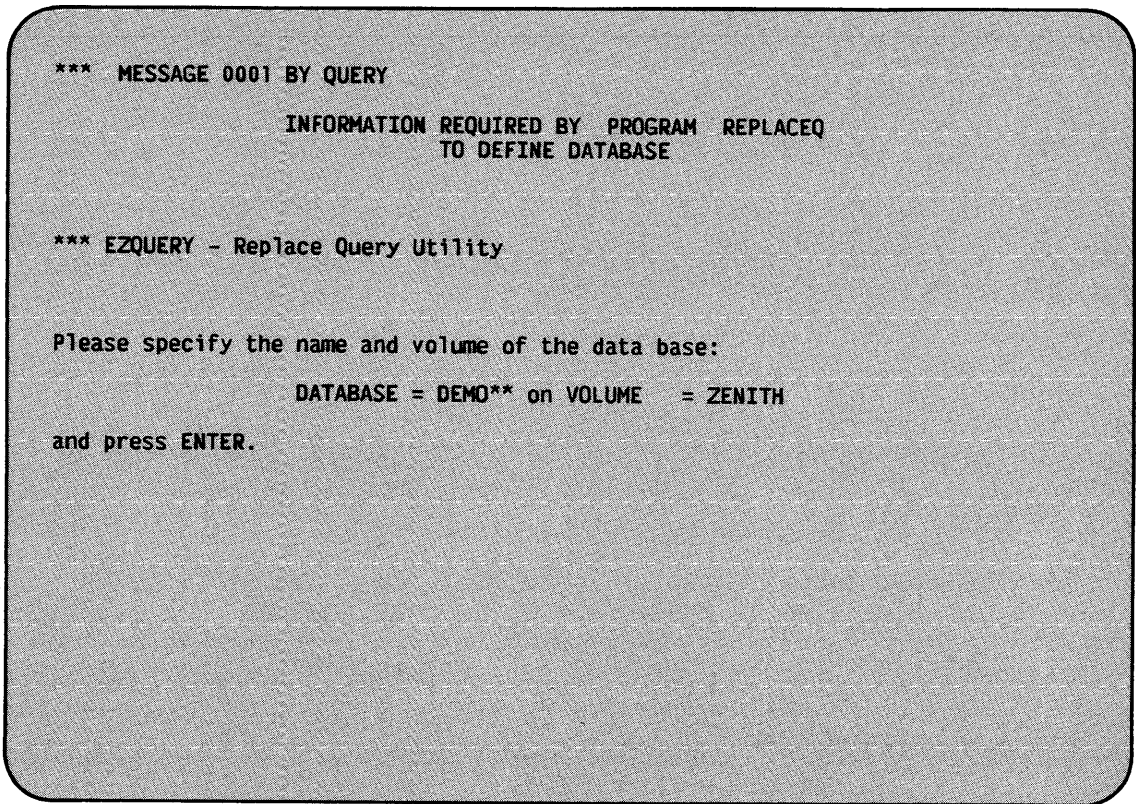 *** MESSAGE 0001 BY QUERY
INFORMATION REQUIRED BY PROGRAM REPLACEQ
TO DEFINE DATABASE
*** EZQUERY - Replace Query Utility
Please specify the name and volume of the data base:
DATABASE = DEMO** on VOLUME = ZENITH
and press ENTER.